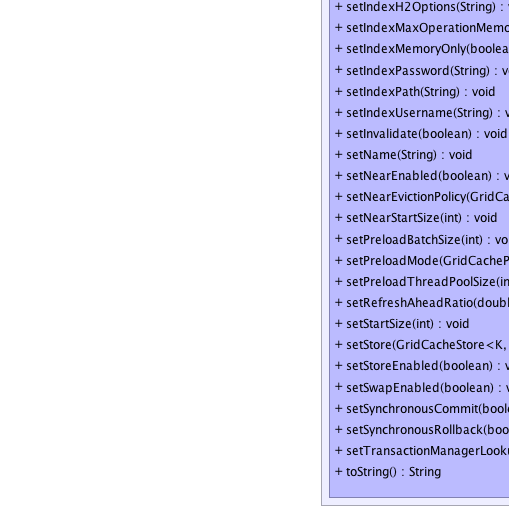 + setIndexH2Options(String) :
+ setIndexMaxOperationMemo
+ setIndexMemoryOnly(boolea
+ setIndexPassword(String) : v
+ setIndexPath(String) : void
+ setIndexUsername(String) : v
+ setInvalidate(boolean) : void
+ setName(String) : void
+ setNearEnabled(boolean) : v
+ setNearEvictionPolicy(GridCa
+ setNearStartSize(int) : void
+ setPreloadBatchSize(int) : vo
+ setPreloadMode(GridCacheP
+ setPreloadThreadPoolSize(in
+ setRefreshAheadRatio(doubl
+ setStartSize(int) : void
+ setStore(GridCacheStore<K,
+ setStoreEnabled(boolean) : v
+ setSwapEnabled(boolean) : v
+ setSynchronousCommit(boole
+ setSynchronousRollback(boo
+ setTransactionManagerLooku
+ toString() : String